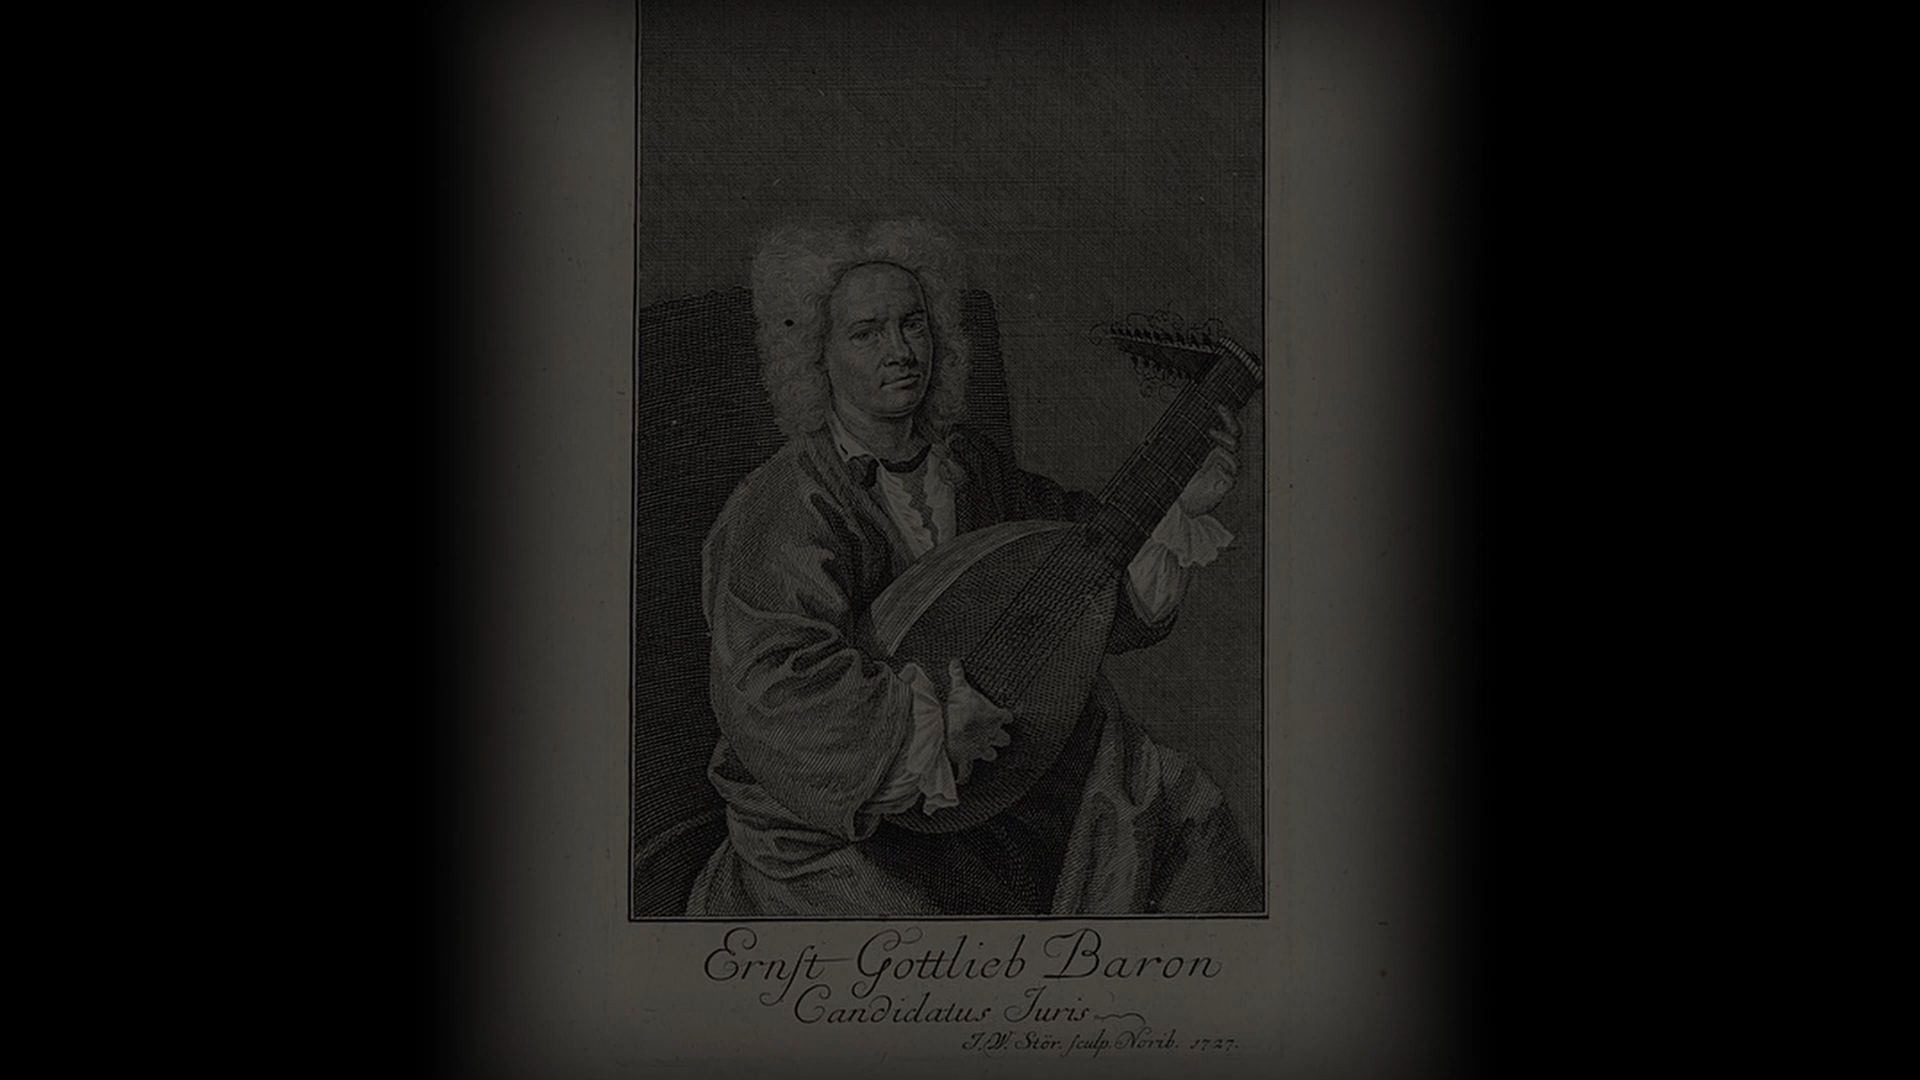 Ernſt Gottlieb Baron
Candidatus Juris
J. W. Stör. ſculp. Norib. 1727.